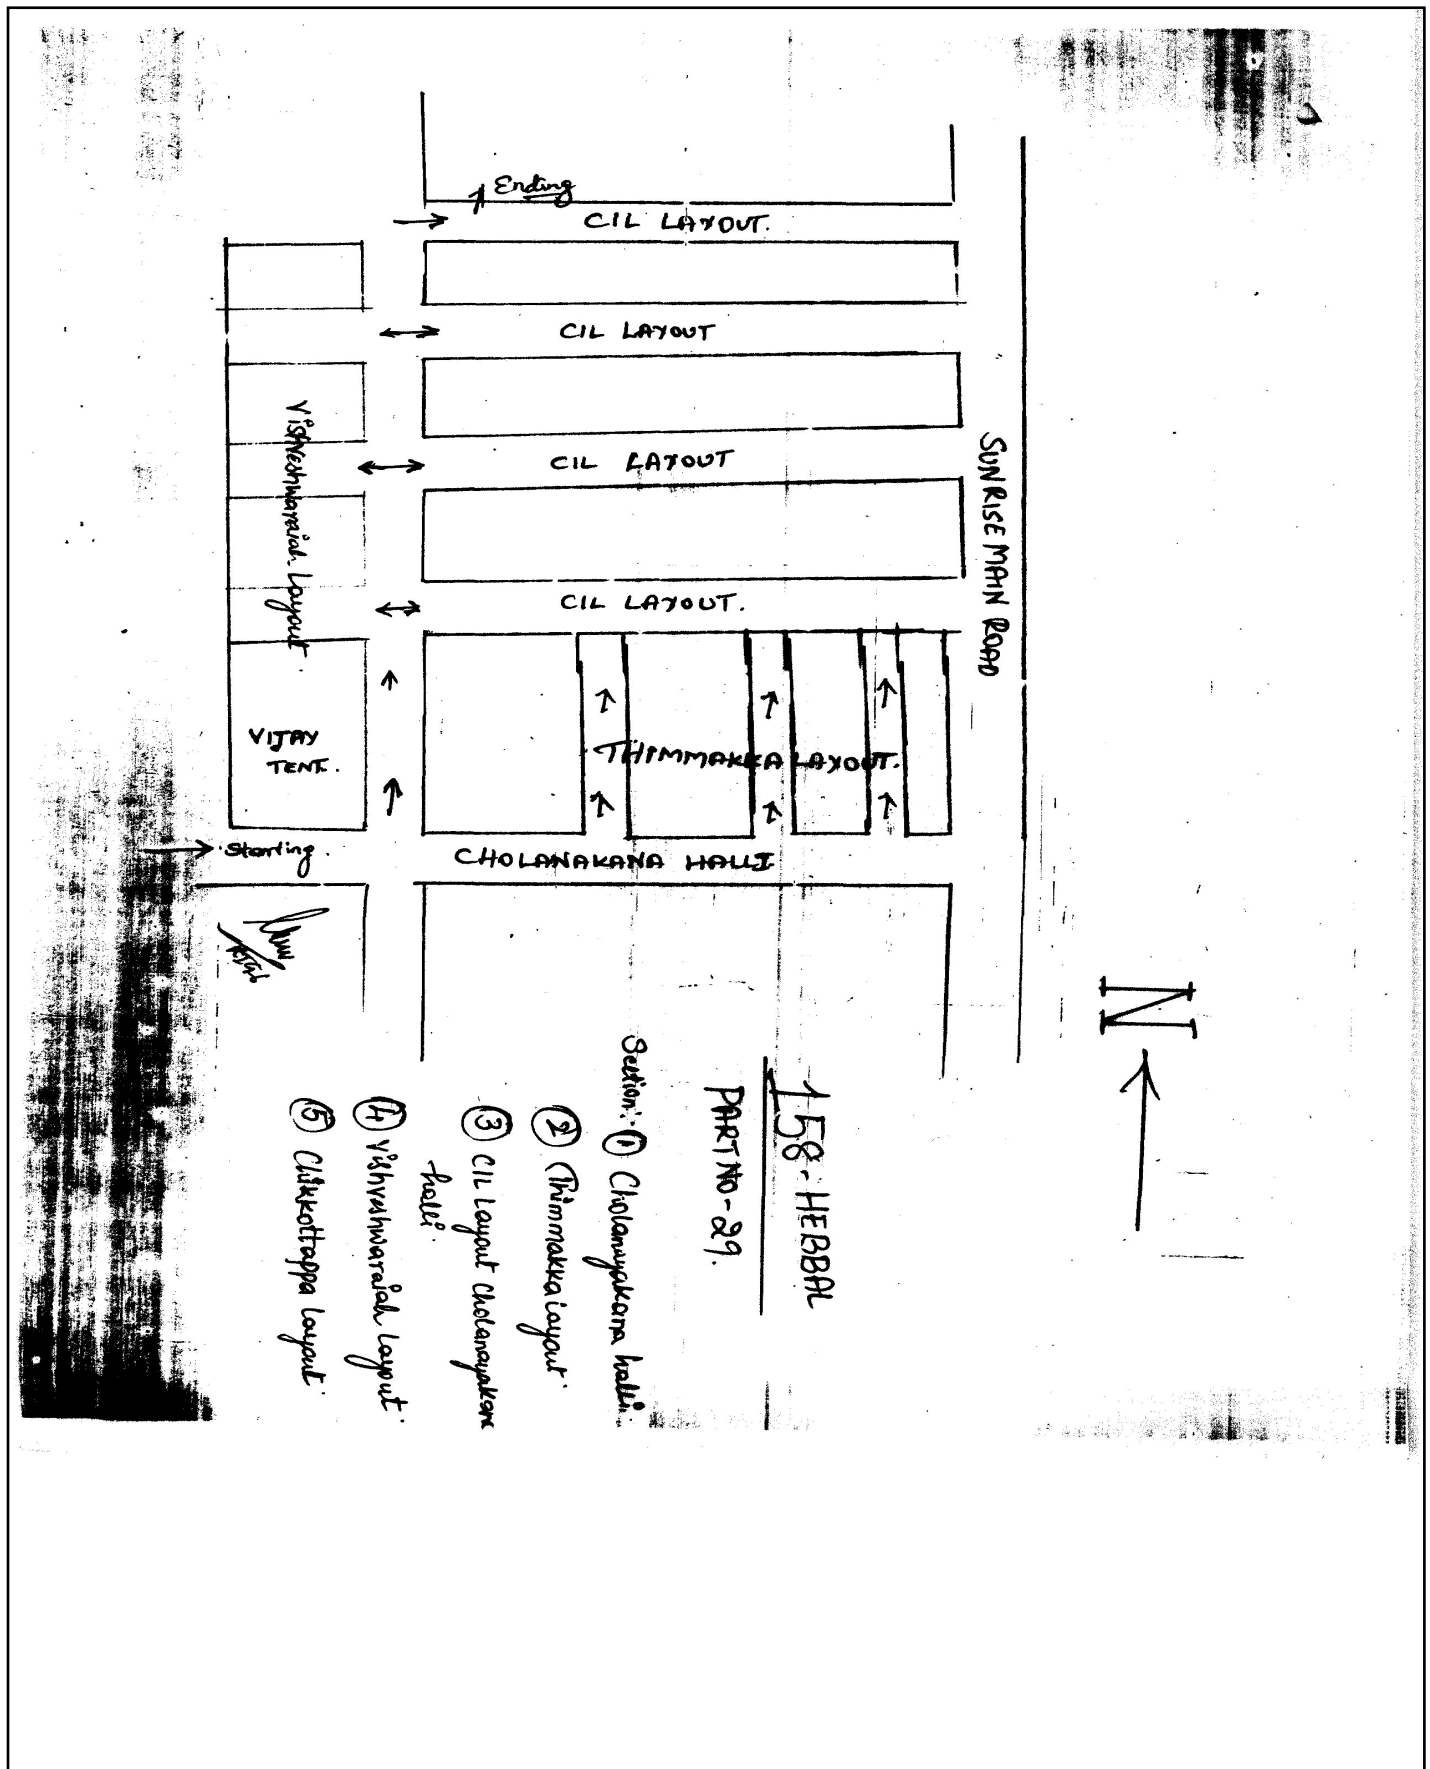 Ending
CIL LAYOUT.
CIL LAYOUT
CIL LAYOUT
CIL LAYOUT.
Vishveshwaraiah Layout.
SUNRISE MAIN ROAD
VIJAY
TENT.
THIMMAKKA LAYOUT.
Starting.
CHOLANAKANA HALLI
N
158-HEBBAL
PART NO-29.
Section:- ① Cholanayakana halli.
② Thimmakka Layout.
③ CIL Layout Cholanayakana
halli.
④ Vishveshwaraiah Layout.
⑤ Chikkottappa Layout.